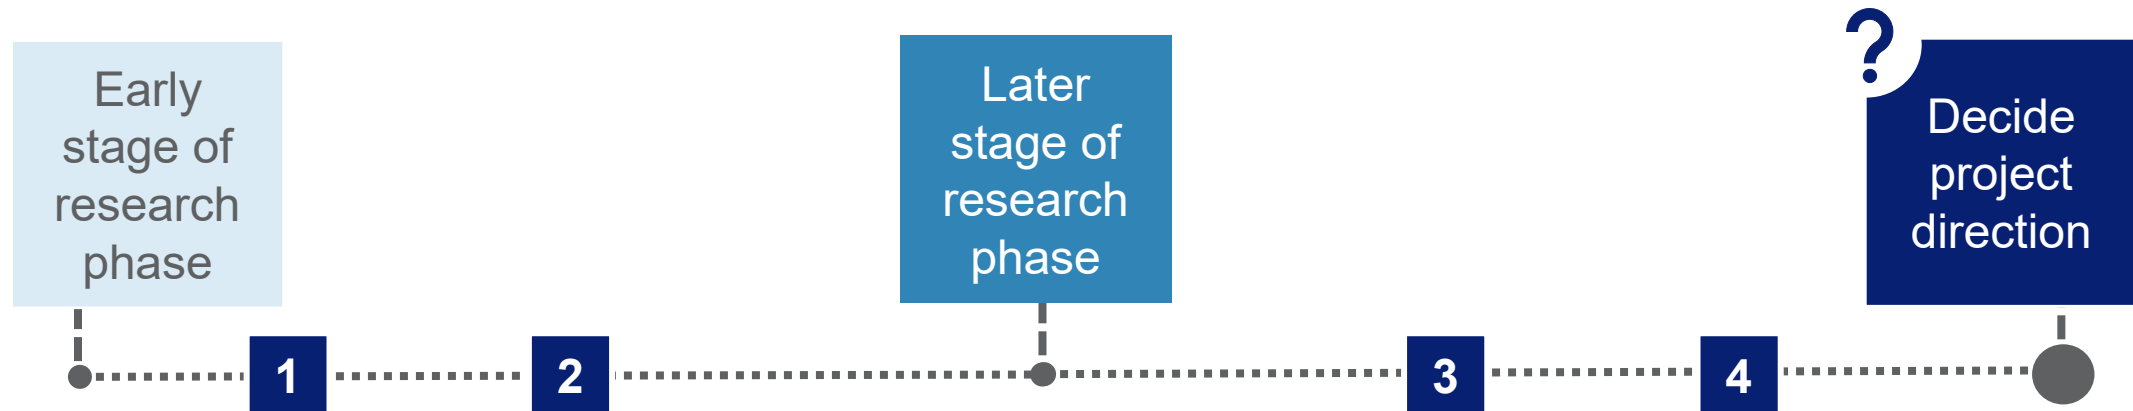 Early
stage of
research
phase
Later
stage of
research
phase
?
Decide
project
direction
1
2
3
4